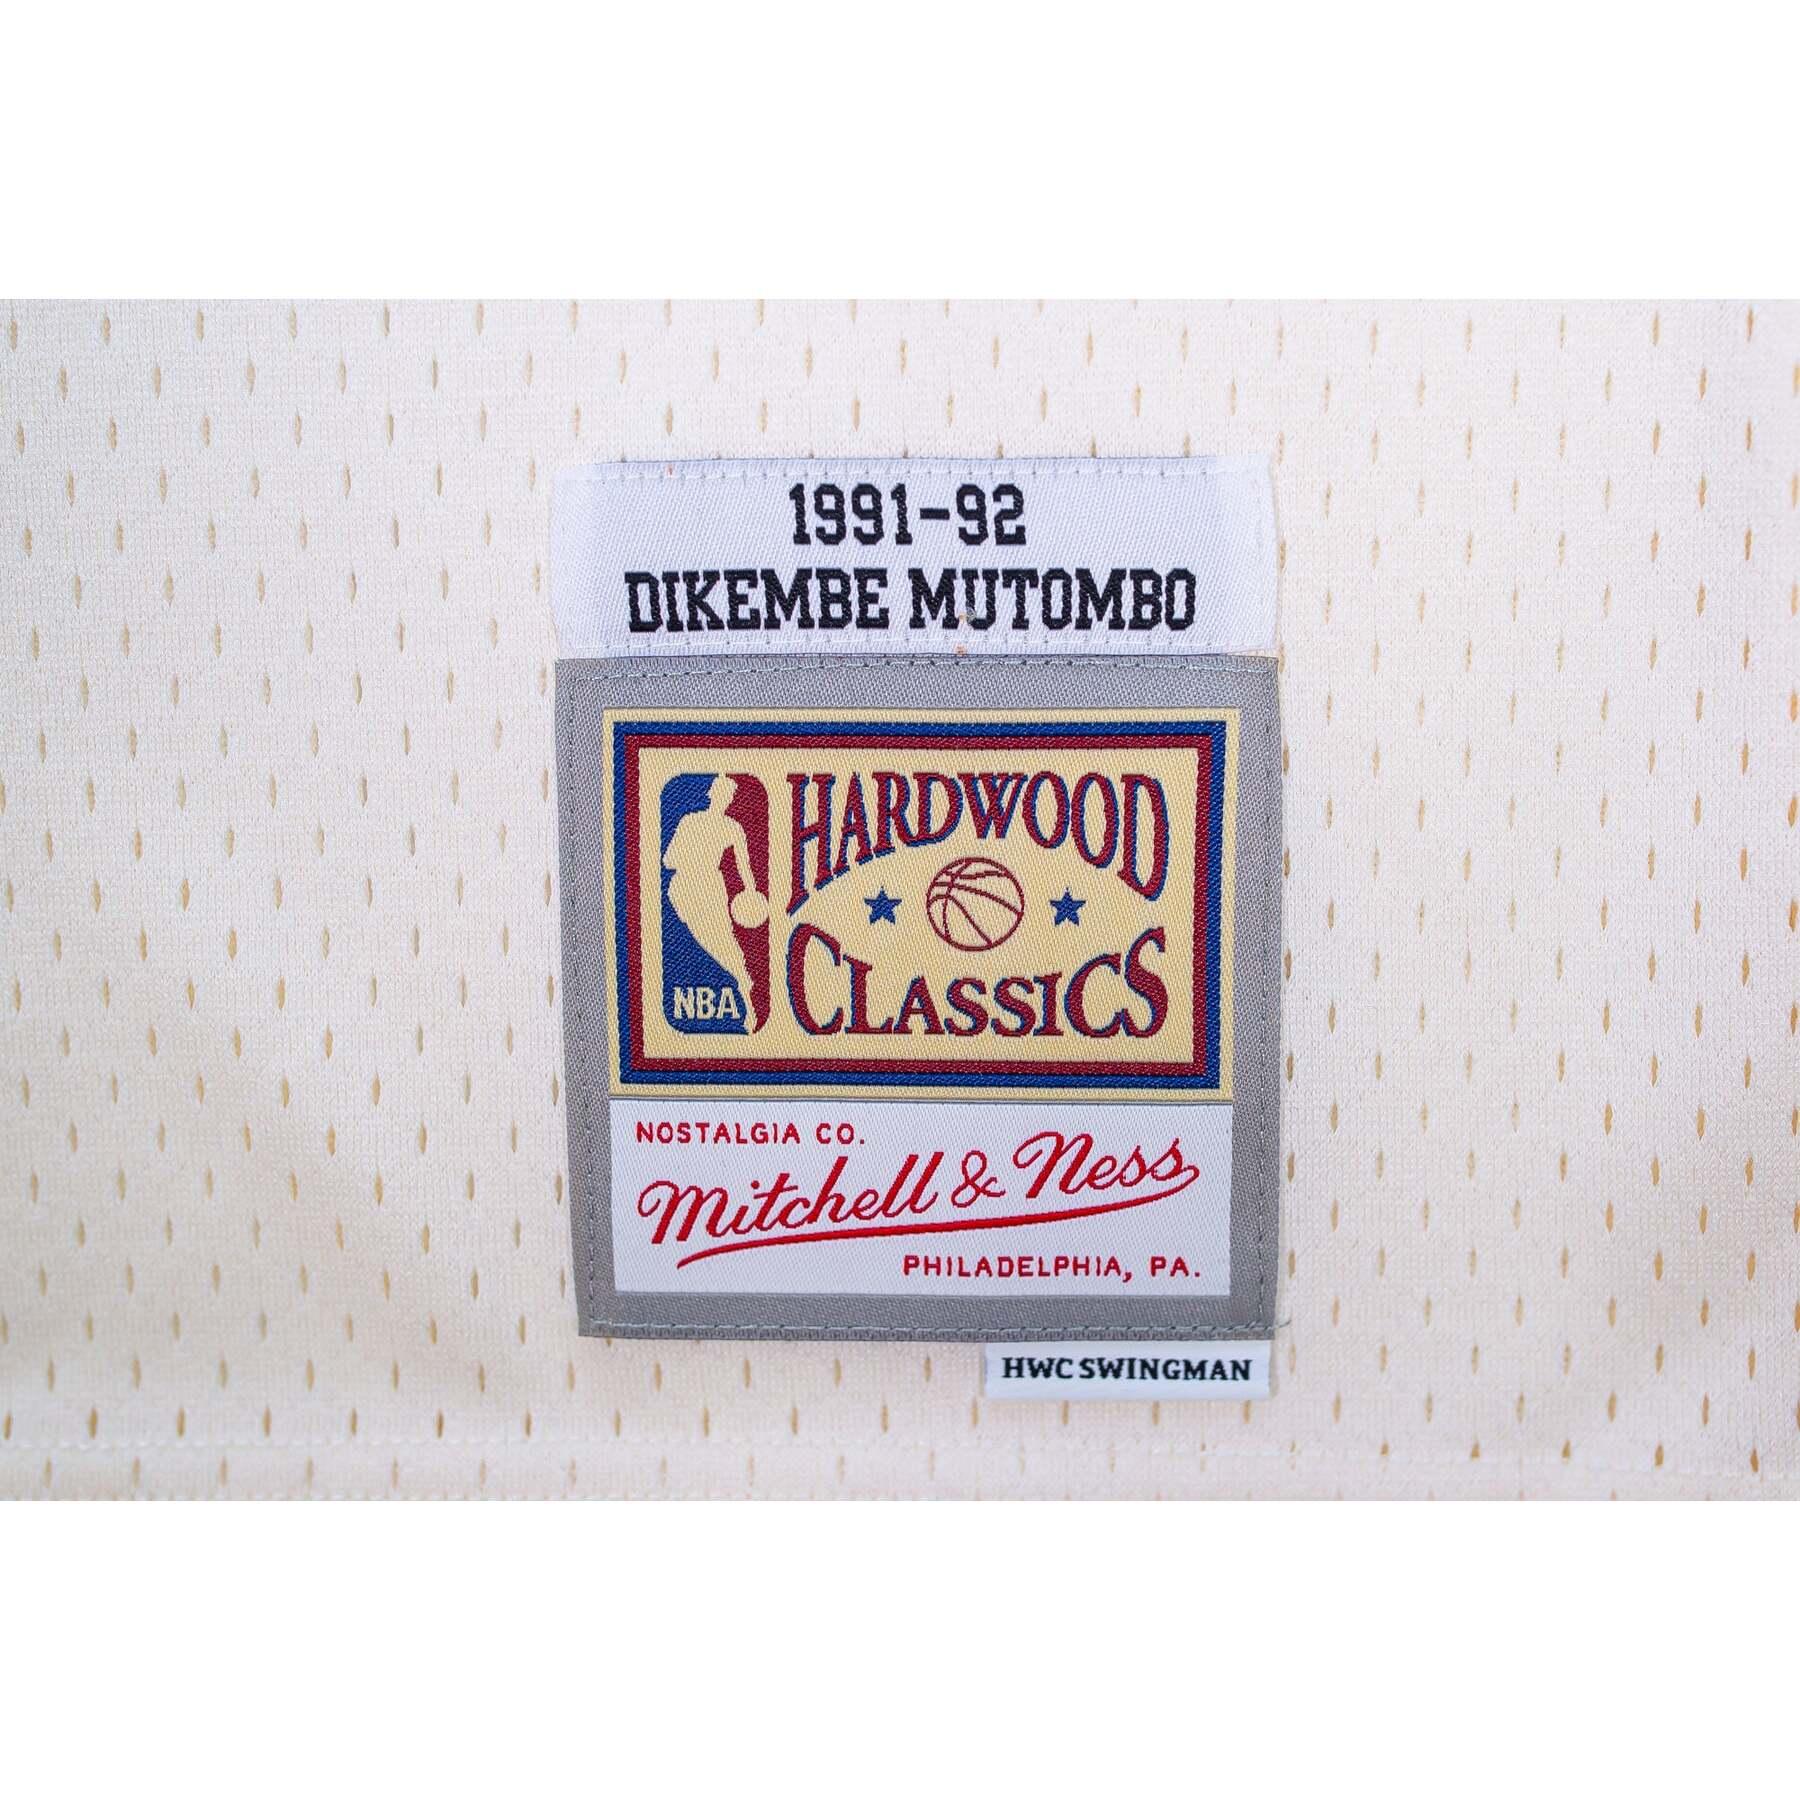 1991-92
DIKEMBE MUTOMBO
HARDWOOD
CLASSICS
NBA
NOSTALGIA CO.
Mitchell & Ness
PHILADELPHIA, PA.
HWC SWINGMAN